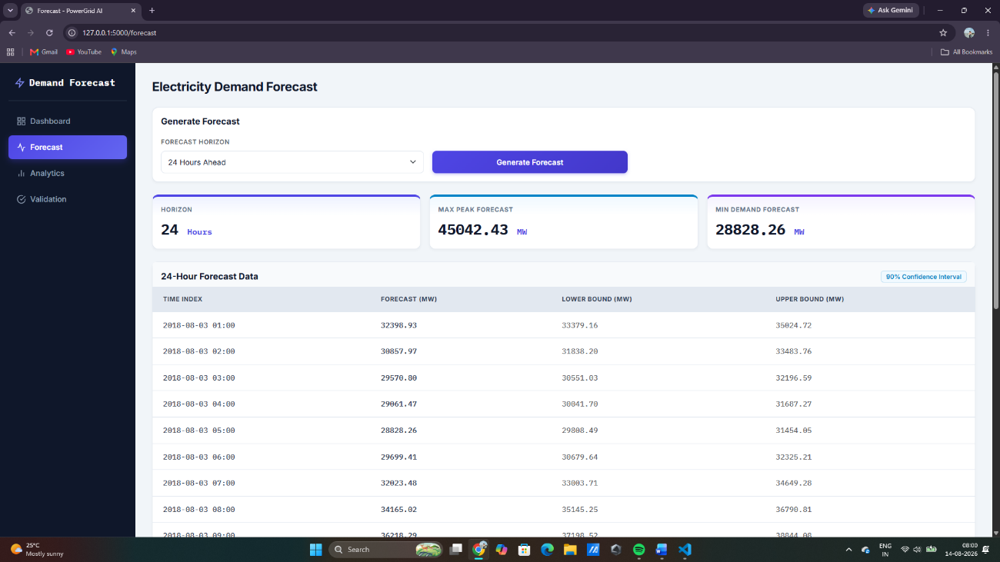 Forecast - PowerGrid AI
Ask Gemini
127.0.0.1:5000/forecast
Gmail YouTube Maps All Bookmarks
Demand Forecast
Dashboard
Forecast
Analytics
Validation
Electricity Demand Forecast
Generate Forecast
FORECAST HORIZON
24 Hours Ahead Generate Forecast
HORIZON
24 Hours
MAX PEAK FORECAST
45042.43 MW
MIN DEMAND FORECAST
28828.26 MW
24-Hour Forecast Data 90% Confidence Interval
TIME INDEX FORECAST (MW) LOWER BOUND (MW) UPPER BOUND (MW)
2018-08-03 01:00 32398.93 33379.16 35024.72
2018-08-03 02:00 30857.97 31838.20 33483.76
2018-08-03 03:00 29570.80 30551.03 32196.59
2018-08-03 04:00 29061.47 30041.70 31687.27
2018-08-03 05:00 28828.26 29808.49 31454.05
2018-08-03 06:00 29699.41 30679.64 32325.21
2018-08-03 07:00 32023.48 33003.71 34649.28
2018-08-03 08:00 34165.02 35145.25 36790.81
2018-08-03 09:00 36218.29 37198.52 38844.08
25°C
Mostly sunny
Search
ENG
IN
08:00
14-08-2026